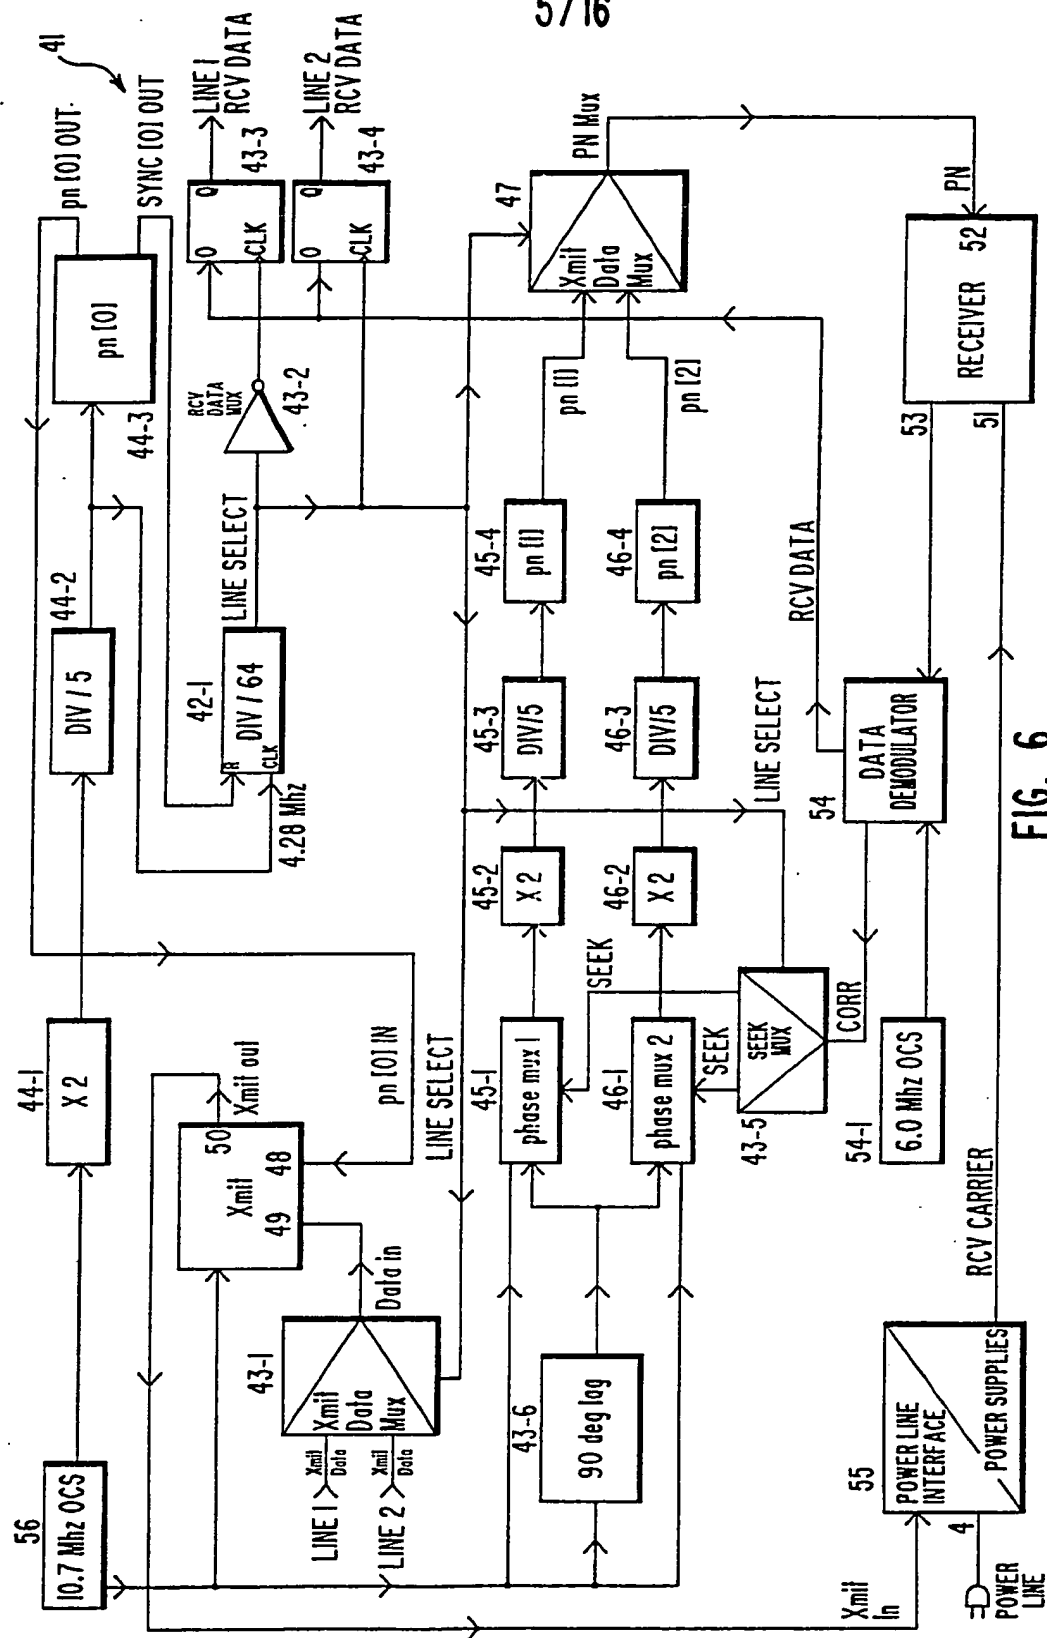 5/16
41
56
10.7 Mhz OCS
44-1
X 2
44-2
DIV / 5
44-3
pn [0]
pn [0] OUT
SYNC [0] OUT
Xmit
50
49
48
Xmit out
pn [0] IN
42-1
DIV / 64
R
CLK
4.28 Mhz
LINE SELECT
RCV
DATA
MUX
43-2
O
Q
CLK
43-3
LINE 1
RCV DATA
O
Q
CLK
43-4
LINE 2
RCV DATA
43-1
Xmit
Data
Mux
Data in
LINE 1
Xmit
Data
LINE 2
Xmit
Data
LINE SELECT
43-6
90 deg lag
45-1
phase mux 1
45-2
X 2
45-3
DIV/5
45-4
pn [1]
pn [1]
46-1
phase mux 2
46-2
X 2
46-3
DIV/5
46-4
pn [2]
pn [2]
47
Xmit
Data
Mux
PN Mux
SEEK
SEEK
43-5
SEEK
MUX
LINE SELECT
CORR
54-1
6.0 Mhz OCS
54
DATA
DEMODULATOR
RCV DATA
53
51
RECEIVER 52
PN
RCV CARRIER
55
POWER LINE
INTERFACE
POWER SUPPLIES
Xmit
In
4
POWER
LINE
FIG. 6